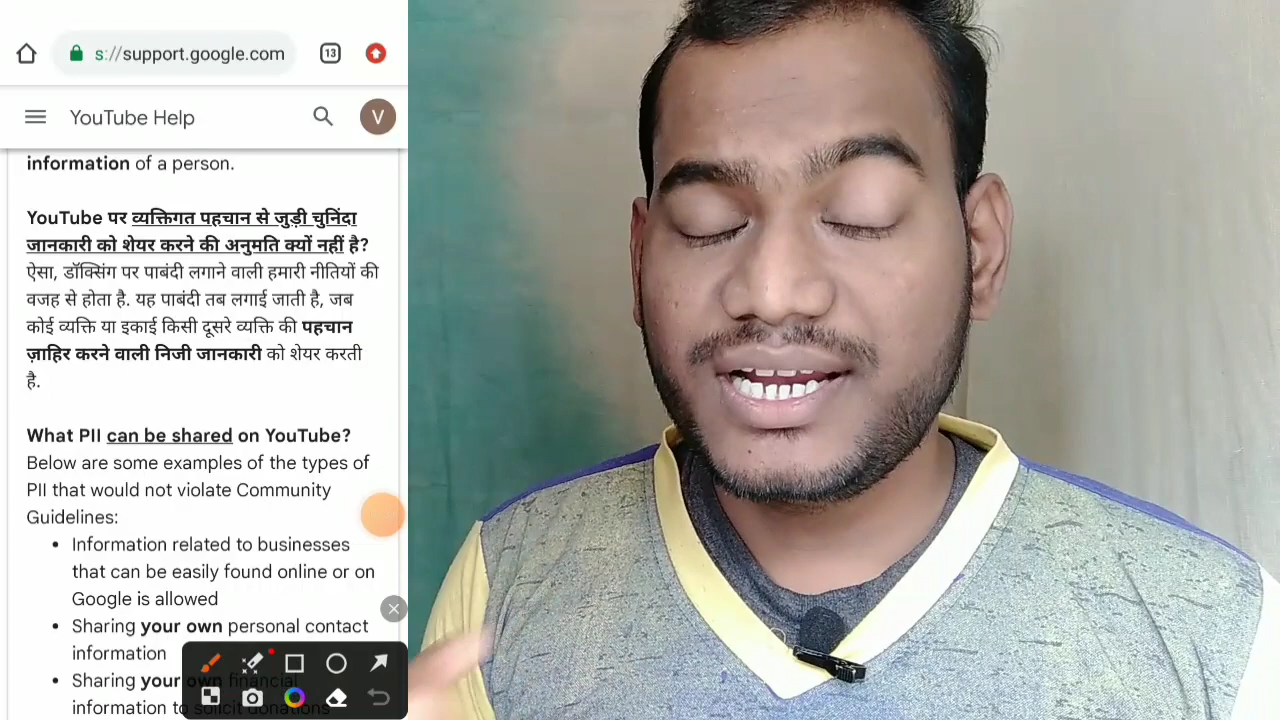 13
s://support.google.com
YouTube Help
V
information of a person.
YouTube पर व्यक्तिगत पहचान से जुड़ी चुनिंदा
जानकारी को शेयर करने की अनुमति क्यों नहीं है?
ऐसा, डॉक्सिंग पर पाबंदी लगाने वाली हमारी नीतियों की
वजह से होता है. यह पाबंदी तब लगाई जाती है, जब
कोई व्यक्ति या इकाई किसी दूसरे व्यक्ति की पहचान
ज़ाहिर करने वाली निजी जानकारी को शेयर करती
है.
What PII can be shared on YouTube?
Below are some examples of the types of
PII that would not violate Community
Guidelines:
• Information related to businesses
that can be easily found online or on
Google is allowed
• Sharing your own personal contact
information
• Sharing your own financial
information to solicit donations